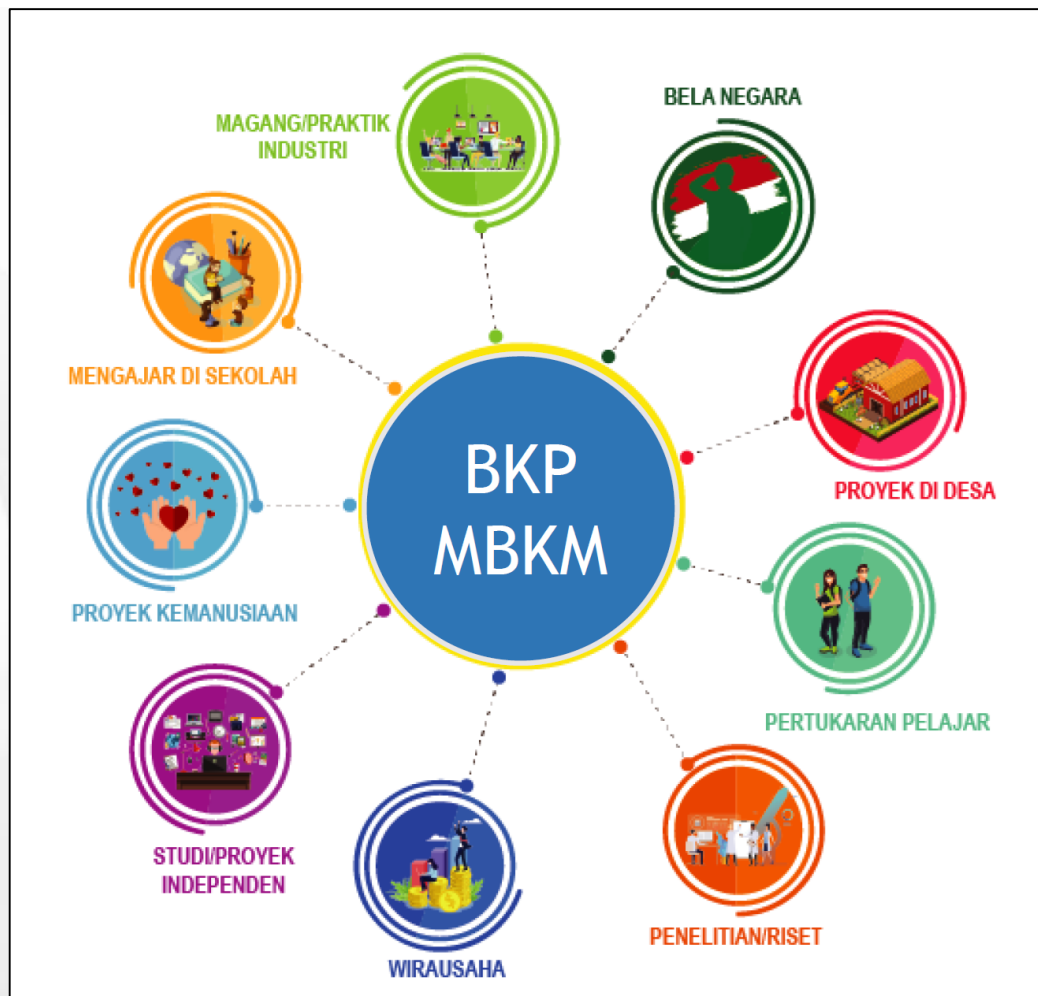 MAGANG/PRAKTIK
INDUSTRI
BELA NEGARA
MENGAJAR DI SEKOLAH
PROYEK DI DESA
BKP
MBKM
PROYEK KEMANUSIAAN
PERTUKARAN PELAJAR
STUDI/PROYEK
INDEPENDEN
WIRAUSAHA
PENELITIAN/RISET